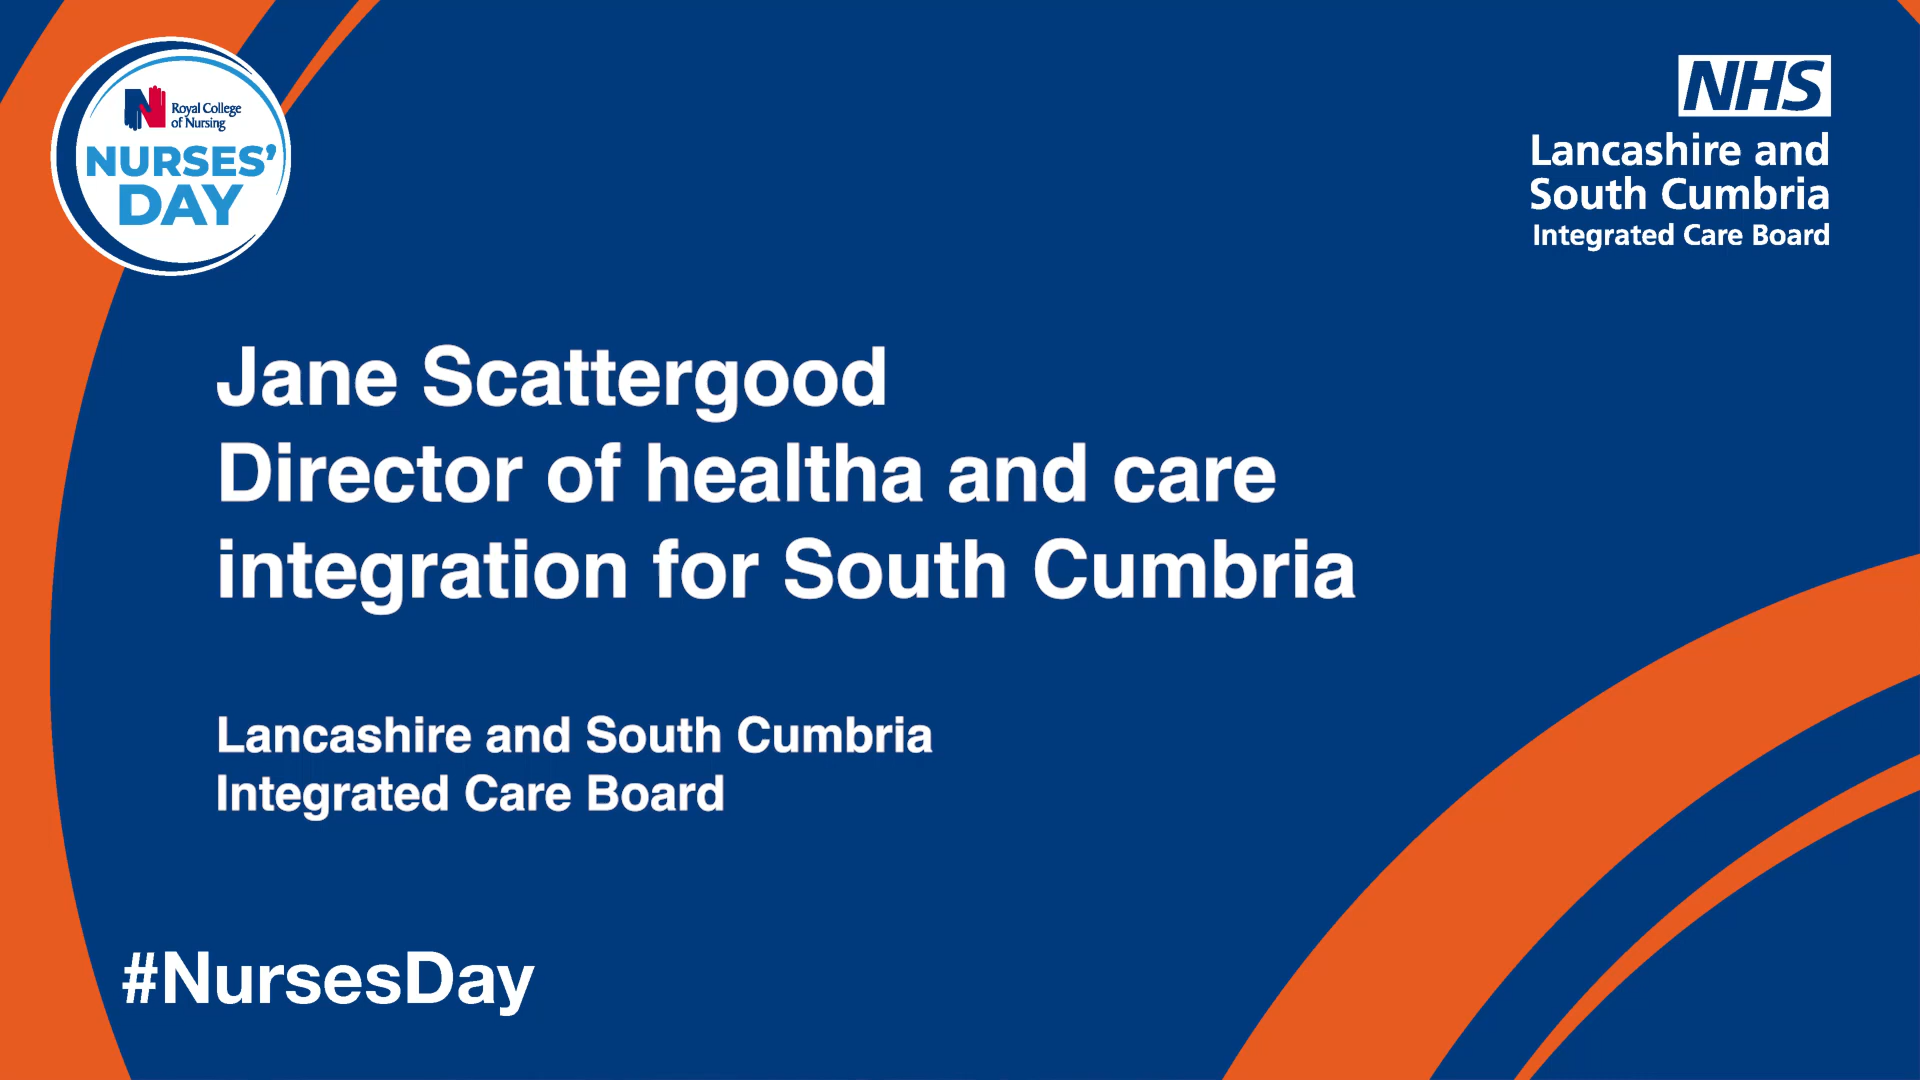 Royal College
of Nursing
NURSES’
DAY
NHS
Lancashire and
South Cumbria
Integrated Care Board
Jane Scattergood
Director of healtha and care
integration for South Cumbria
Lancashire and South Cumbria
Integrated Care Board
#NursesDay